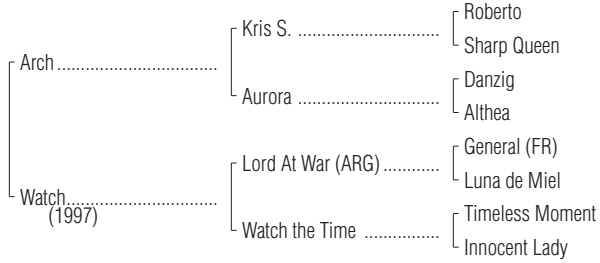 Roberto
Kris S. ....................................
Sharp Queen
Arch ....................................
Danzig
Aurora ....................................
Althea
General (FR)
Lord At War (ARG) ............
Luna de Miel
Watch....................................
(1997)
Timeless Moment
Watch the Time ................
Innocent Lady